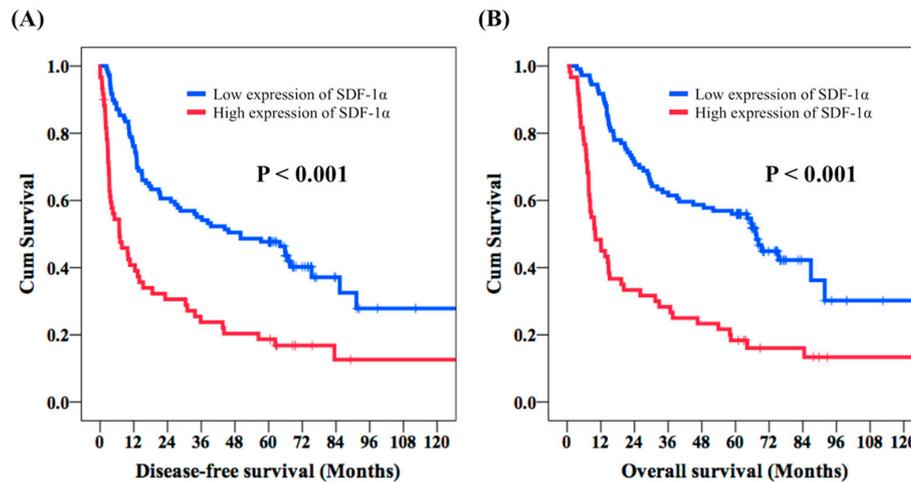 (A)
Cum Survival
1.0
0.8
0.6
0.4
0.2
0.0
Low expression of SDF-1α
High expression of SDF-1α
P < 0.001
0 12 24 36 48 60 72 84 96 108 120
Disease-free survival (Months)
(B)
Cum Survival
1.0
0.8
0.6
0.4
0.2
0.0
Low expression of SDF-1α
High expression of SDF-1α
P < 0.001
0 12 24 36 48 60 72 84 96 108 120
Overall survival (Months)